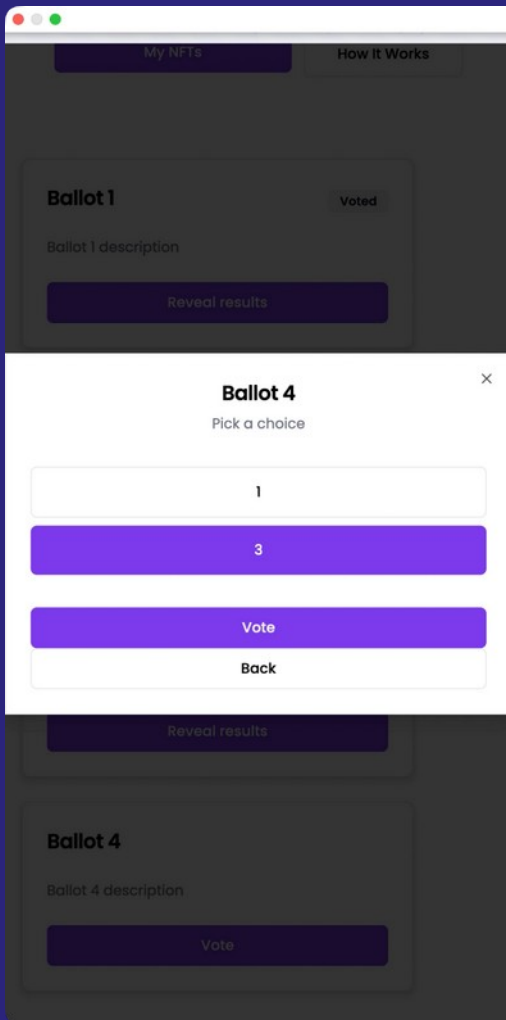 My NFTs
How It Works
Ballot 1
Voted
Ballot 1 description
Reveal results
Ballot 4
Pick a choice
1
3
Vote
Back
Reveal results
Ballot 4
Ballot 4 description
Vote